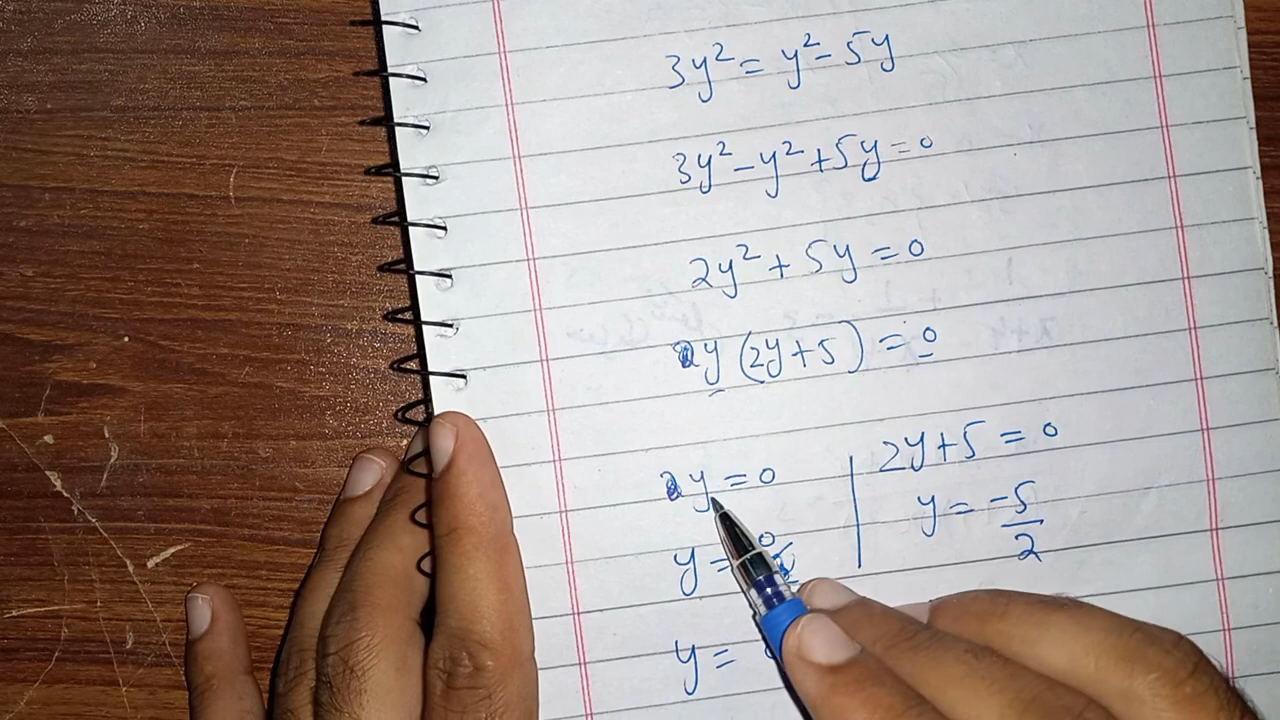 3y² = y² - 5y
3y² - y² + 5y = 0
2y² + 5y = 0
y (2y + 5) = 0
y = 0
2y + 5 = 0
y = 0
y = -5/2
y =